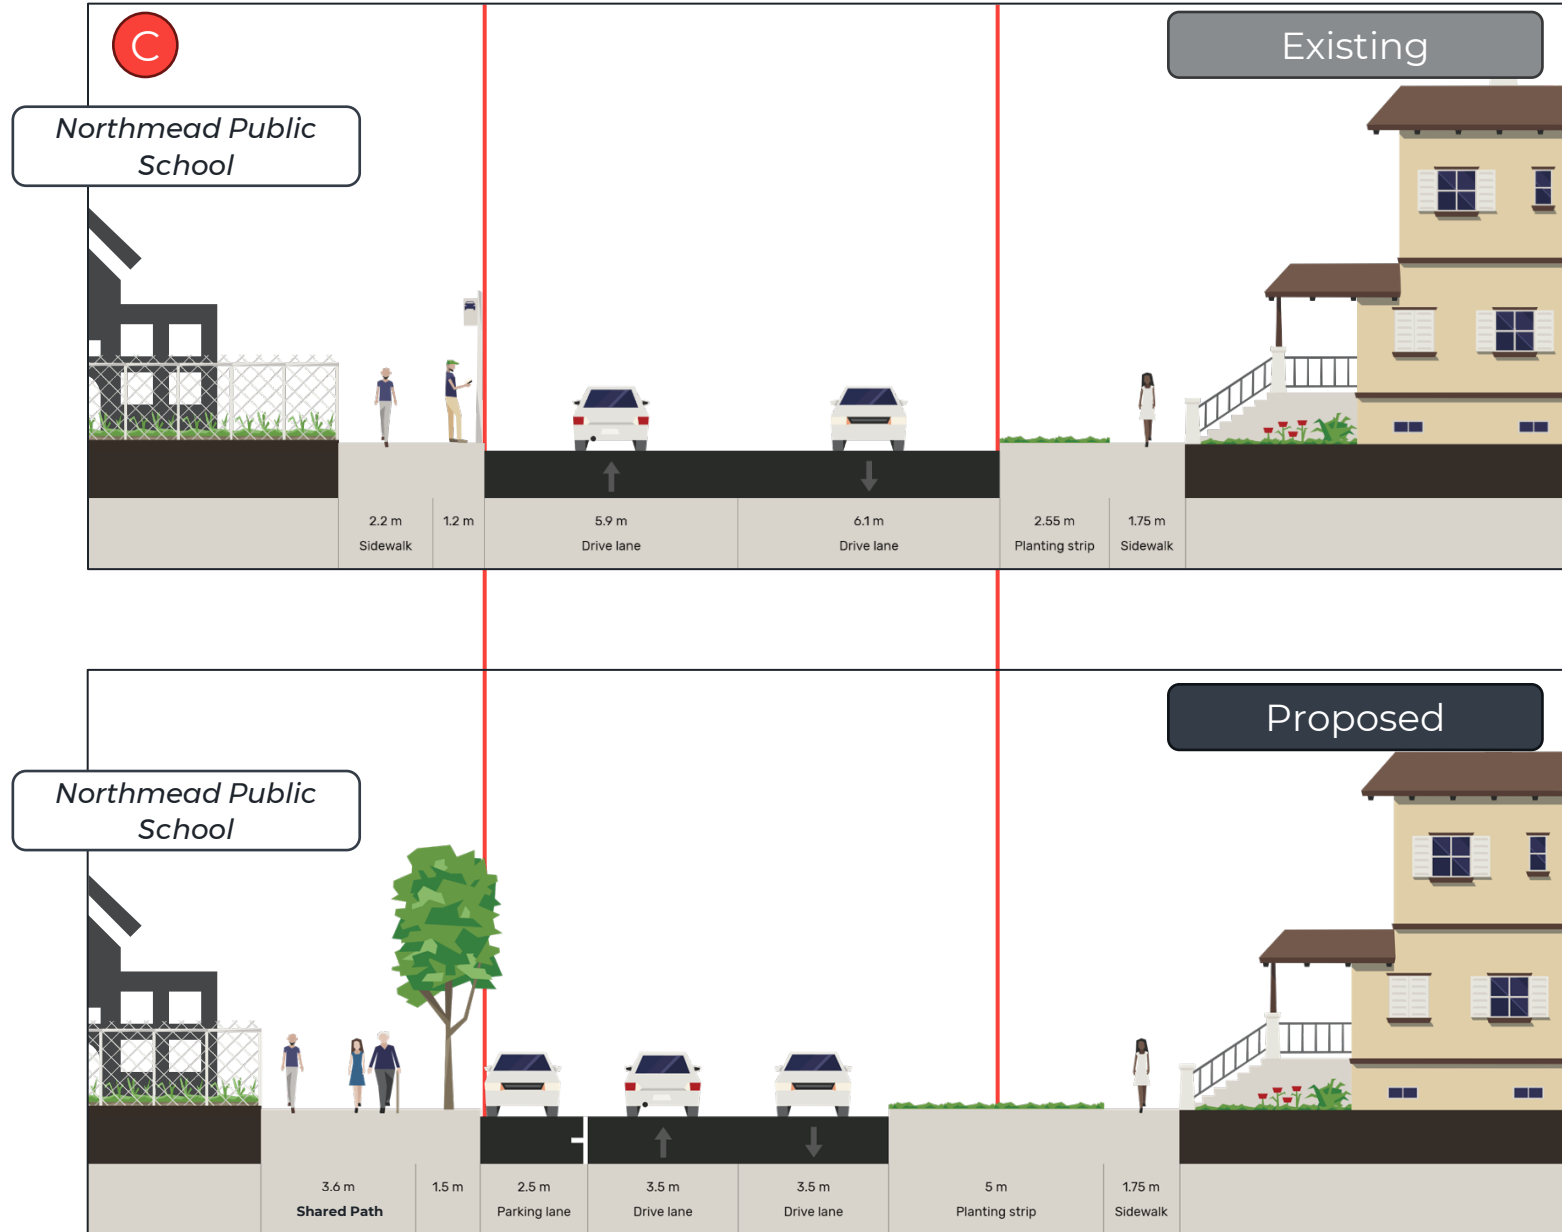 C
Existing
Northmead Public
School
2.2 m
Sidewalk
1.2 m
5.9 m
Drive lane
6.1 m
Drive lane
2.55 m
Planting strip
1.75 m
Sidewalk
Proposed
Northmead Public
School
3.6 m
Shared Path
1.5 m
2.5 m
Parking lane
3.5 m
Drive lane
3.5 m
Drive lane
5 m
Planting strip
1.75 m
Sidewalk